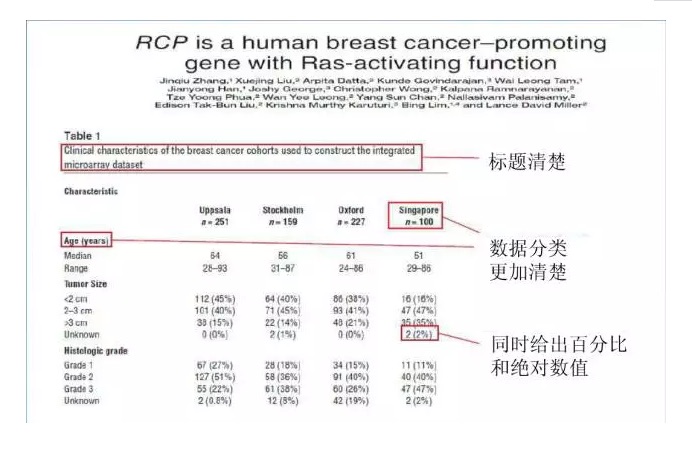 RCP is a human breast cancer–promoting
gene with Ras-activating function
Jinqiu Zhang,¹ Xuejing Liu,² Arpita Datta,² Kunde Govindarajan,³ Wai Leong Tam,¹
Jianyong Han,¹ Joshy George,³ Christopher Wong,² Kalpana Ramnarayanan,²
Tze Yoong Phua,² Wan Yee Leong,² Yang Sun Chan,² Nallasivam Palanisamy,²
Edison Tak-Bun Liu,² Krishna Murthy Karuturi,³ Bing Lim,¹,⁴ and Lance David Miller²
Table 1
Clinical characteristics of the breast cancer cohorts used to construct the integrated
microarray dataset
标题清楚
Characteristic
Uppsala Stockholm Oxford Singapore
n = 251 n = 159 n = 227 n = 100
Age (years)
数据分类
更加清楚
Median 64 56 61 51
Range 28–93 31–87 24–86 29–86
Tumor Size
<2 cm 112 (45%) 64 (40%) 86 (38%) 16 (16%)
2–3 cm 101 (40%) 71 (45%) 93 (41%) 47 (47%)
>3 cm 38 (15%) 22 (14%) 48 (21%) 35 (35%)
Unknown 0 (0%) 2 (1%) 0 (0%) 2 (2%)
同时给出百分比
和绝对数值
Histologic grade
Grade 1 67 (27%) 28 (18%) 34 (15%) 11 (11%)
Grade 2 127 (51%) 58 (36%) 91 (40%) 40 (40%)
Grade 3 55 (22%) 61 (38%) 60 (26%) 47 (47%)
Unknown 2 (0.8%) 12 (8%) 42 (19%) 2 (2%)